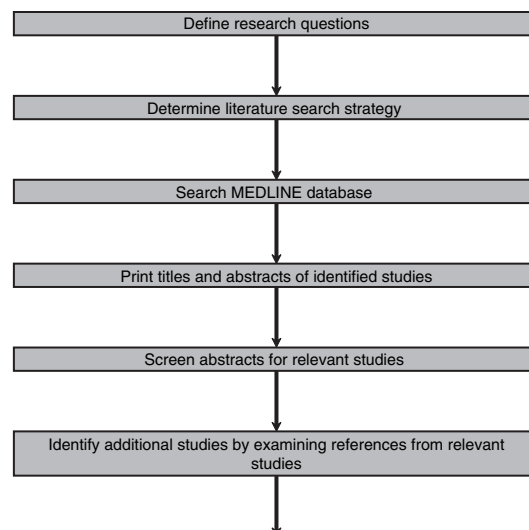 Define research questions
Determine literature search strategy
Search MEDLINE database
Print titles and abstracts of identified studies
Screen abstracts for relevant studies
Identify additional studies by examining references from relevant
studies